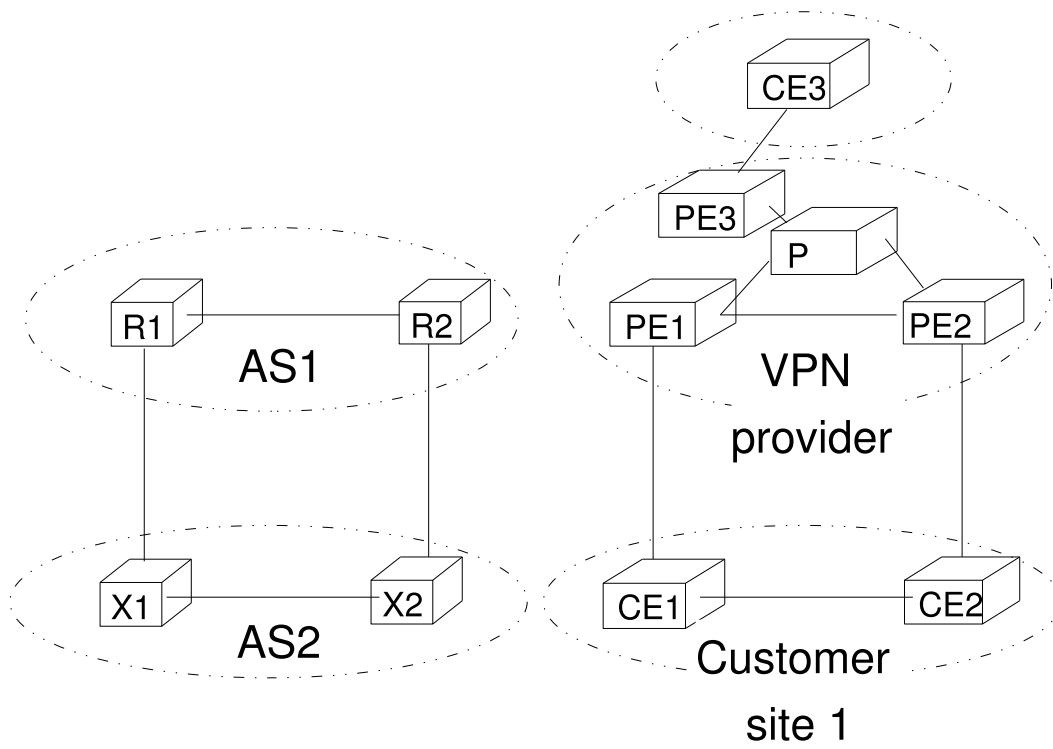 CE3
PE3
P
R1
R2
PE1
PE2
AS1
VPN
provider
X1
X2
CE1
CE2
AS2
Customer
site 1